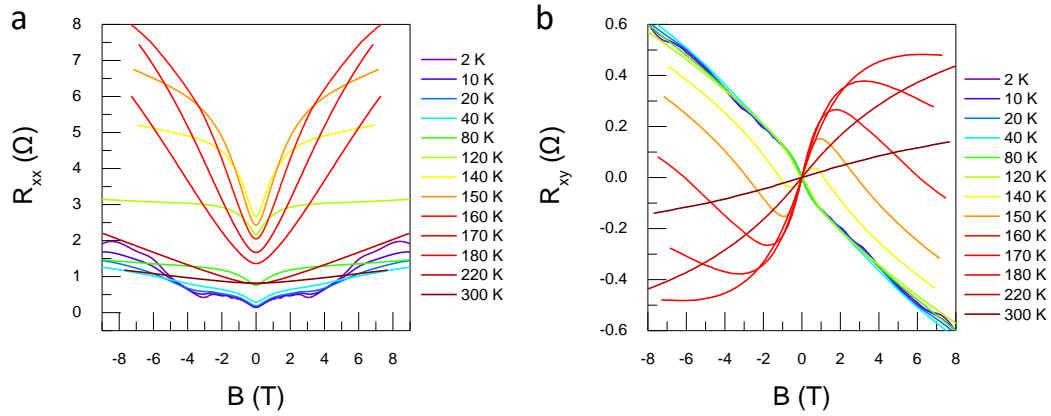 a
8
7
6
5
4
3
2
1
0
Rxx (Ω)
-8 -6 -4 -2 0 2 4 6 8
B (T)
2 K
10 K
20 K
40 K
80 K
120 K
140 K
150 K
160 K
170 K
180 K
220 K
300 K
b
0.6
0.4
0.2
0.0
-0.2
-0.4
-0.6
Rxy (Ω)
-8 -6 -4 -2 0 2 4 6 8
B (T)
2 K
10 K
20 K
40 K
80 K
120 K
140 K
150 K
160 K
170 K
180 K
220 K
300 K